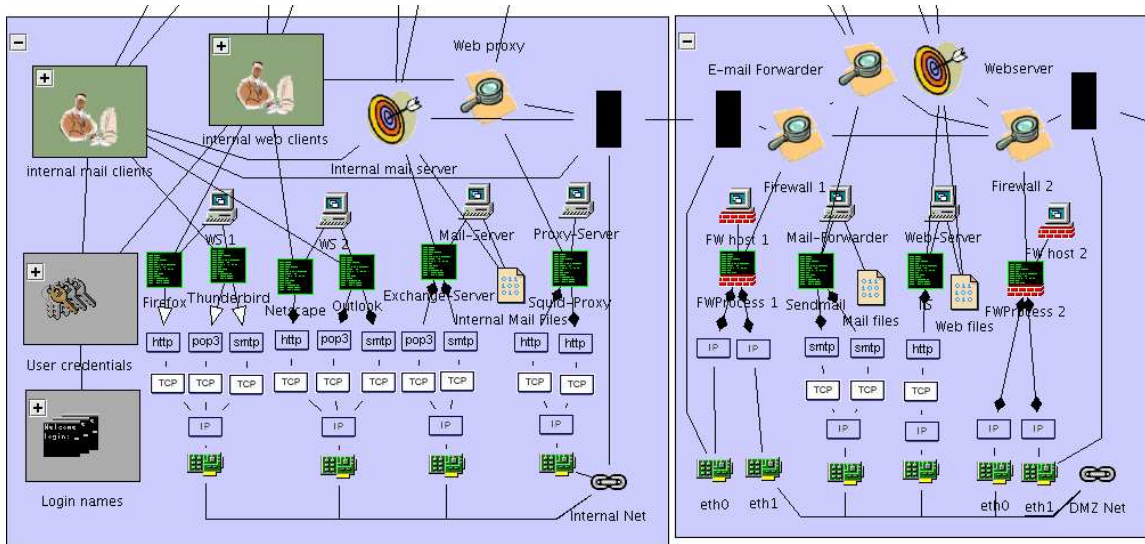 Web proxy
internal web clients
internal mail clients
Internal mail server
WS 1
WS 2
Mail-Server
Proxy-Server
Firefox
Thunderbird
Netscape
Outlook
Exchange-Server
Internal Mail Files
Squid-Proxy
User credentials
http
pop3
smtp
http
pop3
smtp
pop3
smtp
http
http
TCP
TCP
TCP
TCP
TCP
TCP
TCP
TCP
TCP
TCP
IP
IP
IP
IP
Welcome
login:
Login names
Internal Net
E-mail Forwarder
Webserver
Firewall 1
Firewall 2
FW host 1
Mail-Forwarder
Web-Server
FW host 2
FWProcess 1
Sendmail
Mail files
IS
Web files
FWProcess 2
IP
IP
smtp
smtp
http
TCP
TCP
TCP
IP
IP
IP
IP
eth0
eth1
eth0
eth1
DMZ Net